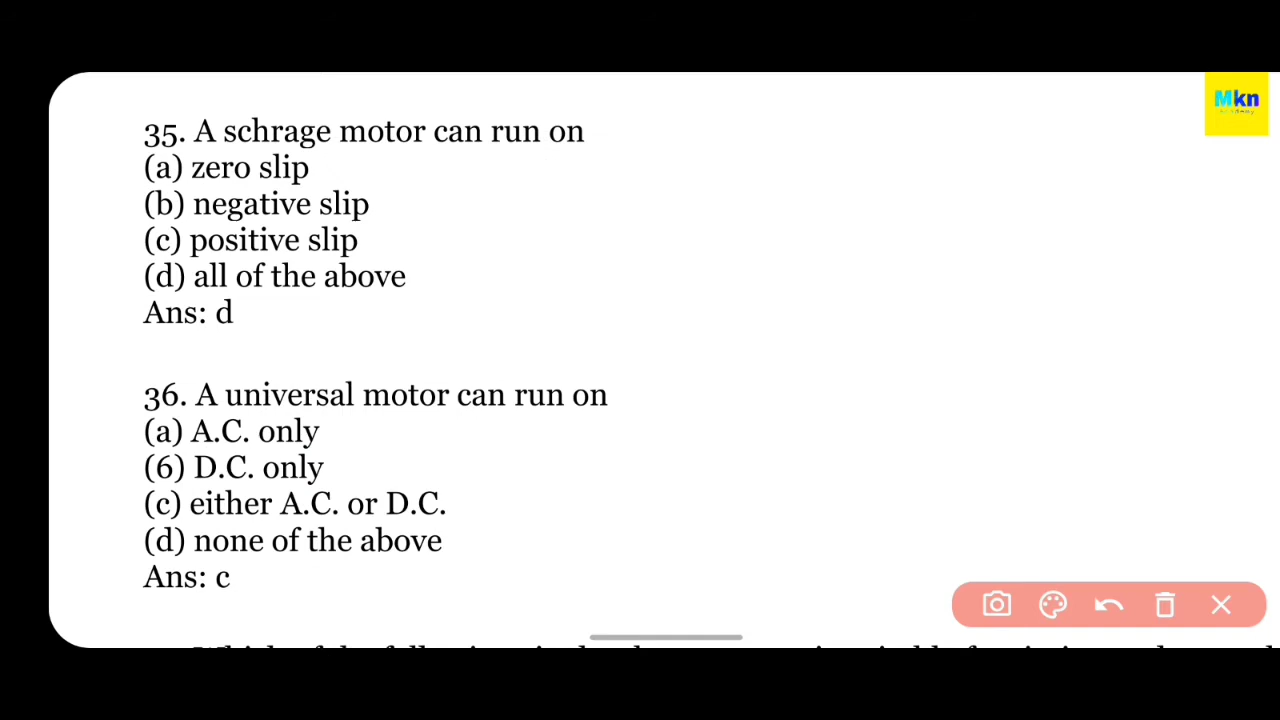 Mkn
35. A schrage motor can run on
(a) zero slip
(b) negative slip
(c) positive slip
(d) all of the above
Ans: d
36. A universal motor can run on
(a) A.C. only
(6) D.C. only
(c) either A.C. or D.C.
(d) none of the above
Ans: c